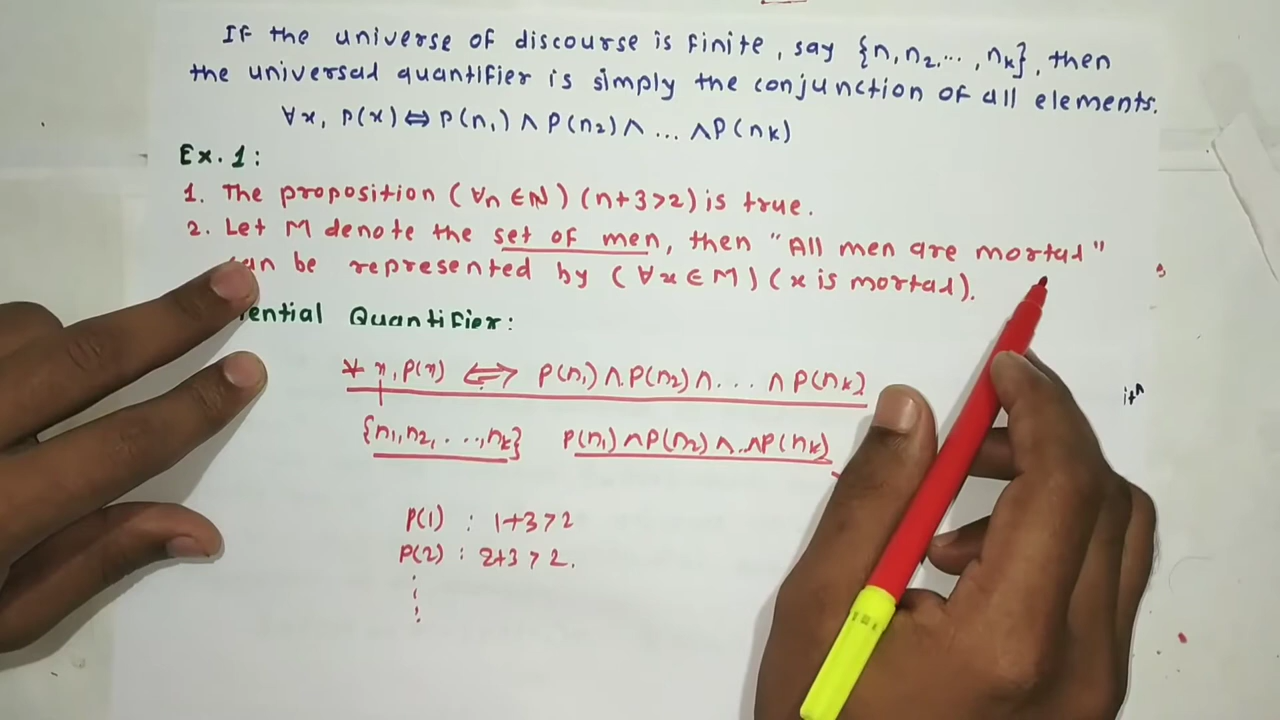 If the universe of discourse is finite, say {n, n₂,..., nₖ}, then
the universal quantifier is simply the conjunction of all elements.
∀x, P(x) ⇔ P(n₁) ∧ P(n₂) ∧ ... ∧P(nₖ)
Ex. 1:
1. The proposition (∀n ∈ N) (n+3>2) is true.
2. Let M denote the set of men, then "All men are mortal"
can be represented by (∀x ∈ M) (x is mortal).
ential Quantifier:
∀ x, P(x) ⇔ P(n₁) ∧ P(n₂) ∧ . . . ∧ P(nₖ)
{n₁, n₂, . . ., nₖ} P(n₁) ∧ P(n₂) ∧ ..∧P(nₖ)
P(1) : 1+3>2
P(2) : 2+3 > 2.